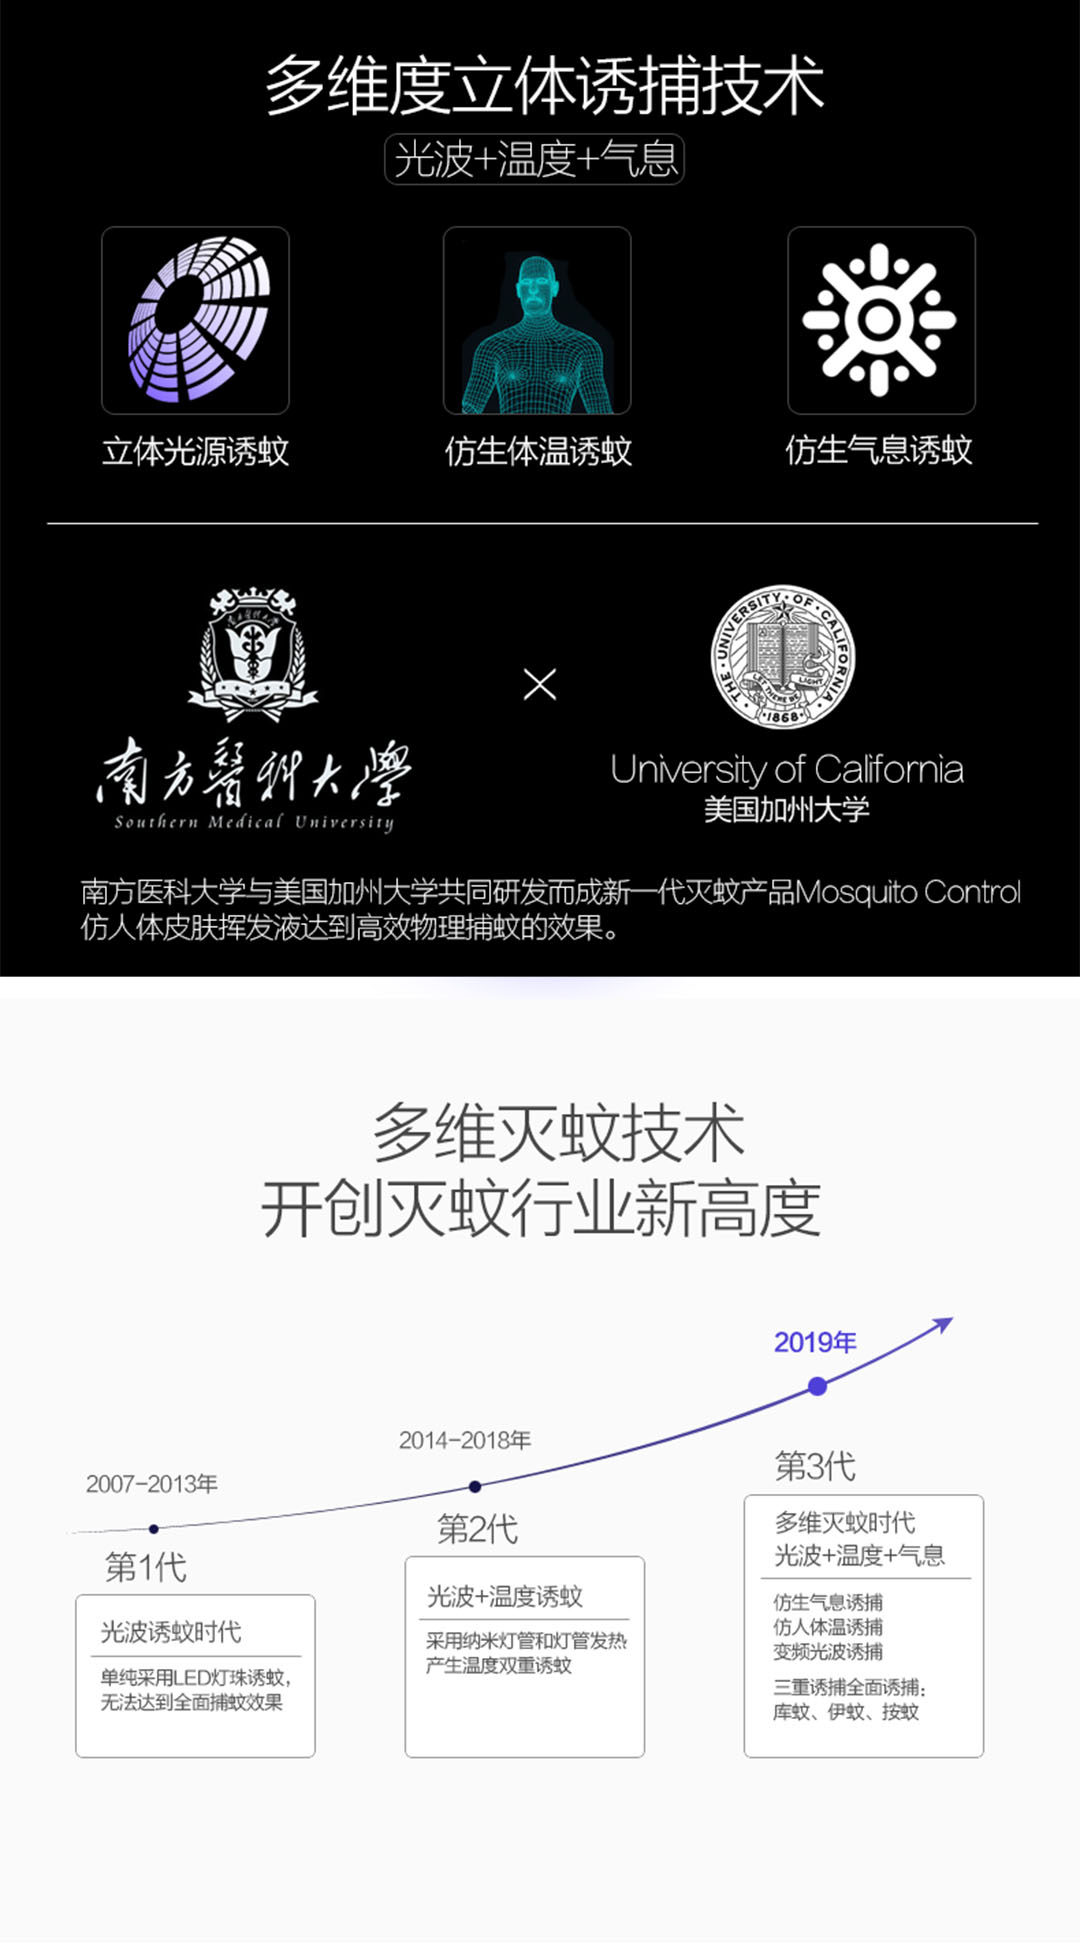 多维度立体诱捕技术
光波+温度+气息
立体光源诱蚊
仿生体温诱蚊
仿生气息诱蚊
南方醫科大學
Southern Medical University
THE·UNIVERSITY·OF·CALIFORNIA·
LET THERE BE LIGHT
·1868·
University of California
美国加州大学
南方医科大学与美国加州大学共同研发而成新一代灭蚊产品Mosquito Control
仿人体皮肤挥发液达到高效物理捕蚊的效果。
多维灭蚊技术
开创灭蚊行业新高度
2007-2013年
第1代
光波诱蚊时代
单纯采用LED灯珠诱蚊,
无法达到全面捕蚊效果
2014-2018年
第2代
光波+温度诱蚊
采用纳米灯管和灯管发热
产生温度双重诱蚊
2019年
第3代
多维灭蚊时代
光波+温度+气息
仿生气息诱捕
仿人体温诱捕
变频光波诱捕
三重诱捕全面诱捕:
库蚊、伊蚊、按蚊